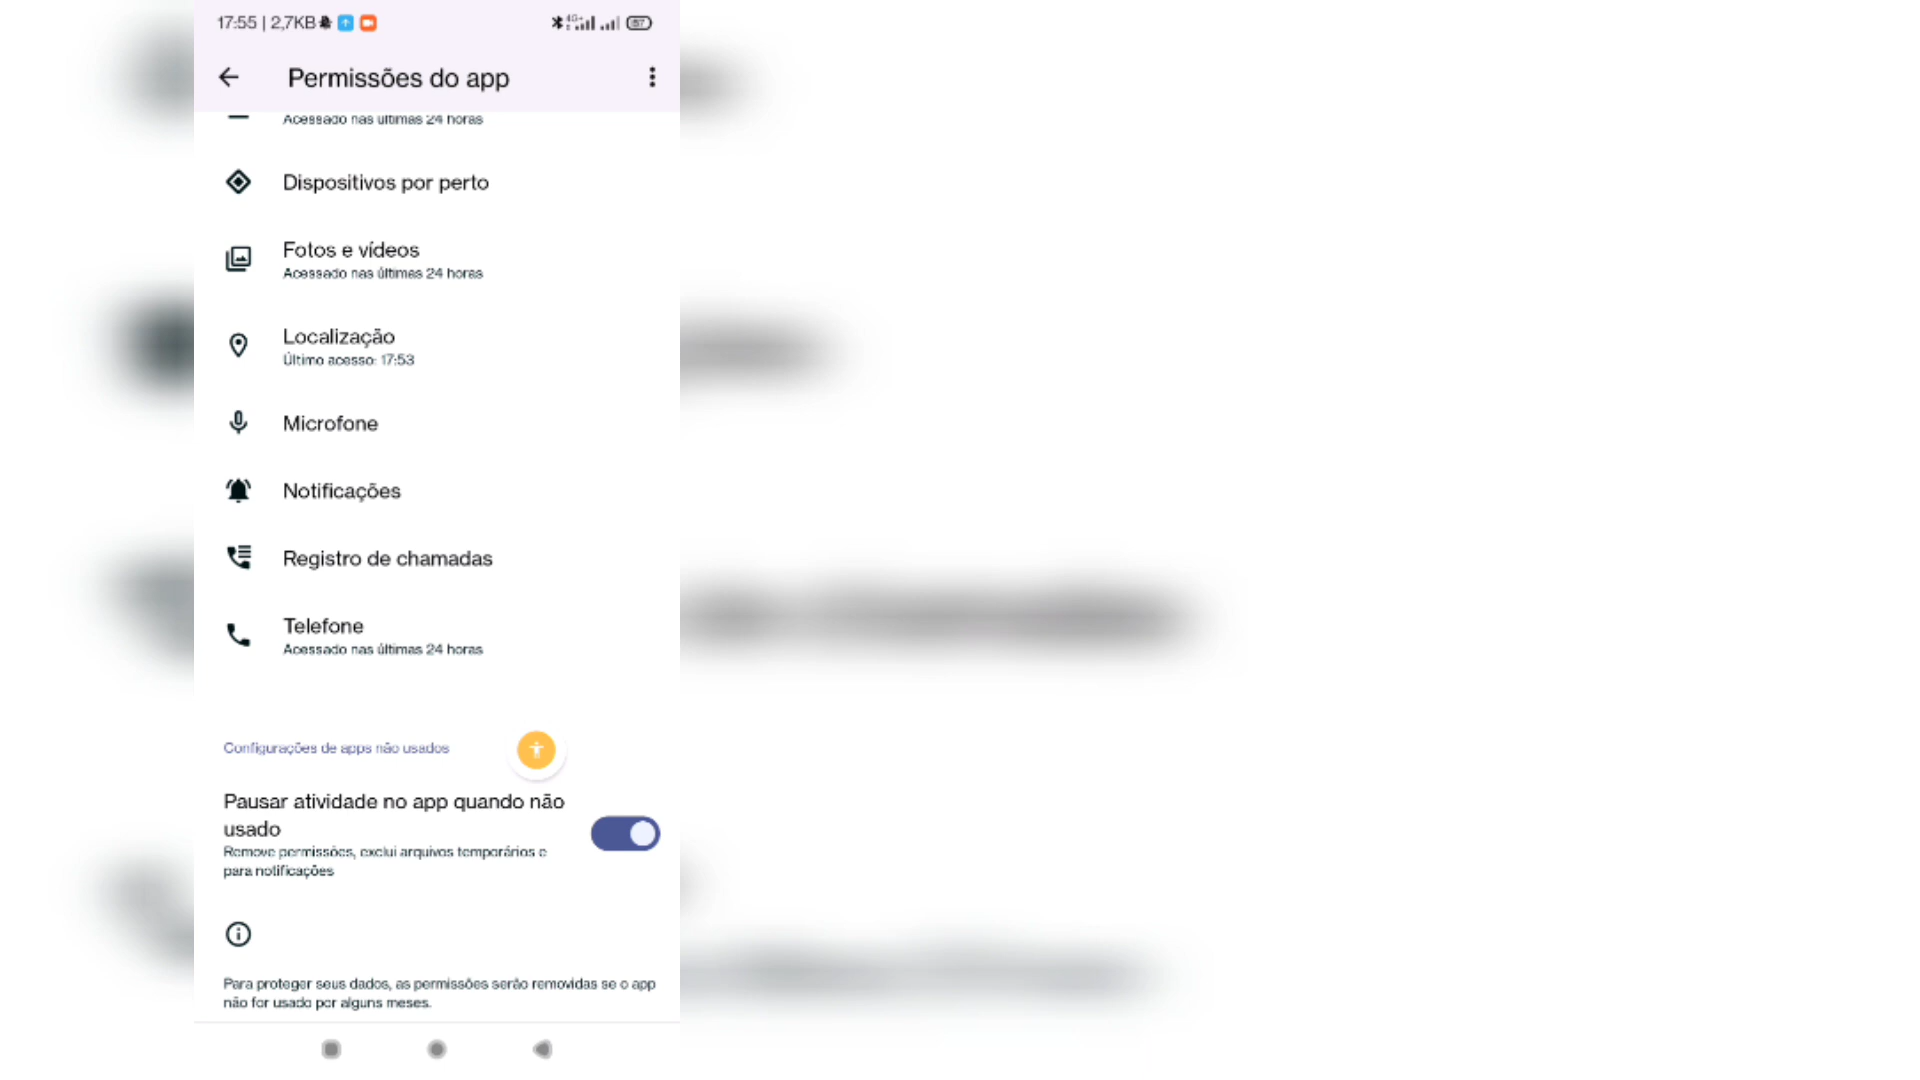 17:55 | 2,7KB
4G+
67
Permissões do app
Acessado nas últimas 24 horas
Dispositivos por perto
Fotos e vídeos
Acessado nas últimas 24 horas
Localização
Último acesso: 17:53
Microfone
Notificações
Registro de chamadas
Telefone
Acessado nas últimas 24 horas
Configurações de apps não usados
Pausar atividade no app quando não
usado
Remove permissões, exclui arquivos temporários e
para notificações
Para proteger seus dados, as permissões serão removidas se o app
não for usado por alguns meses.